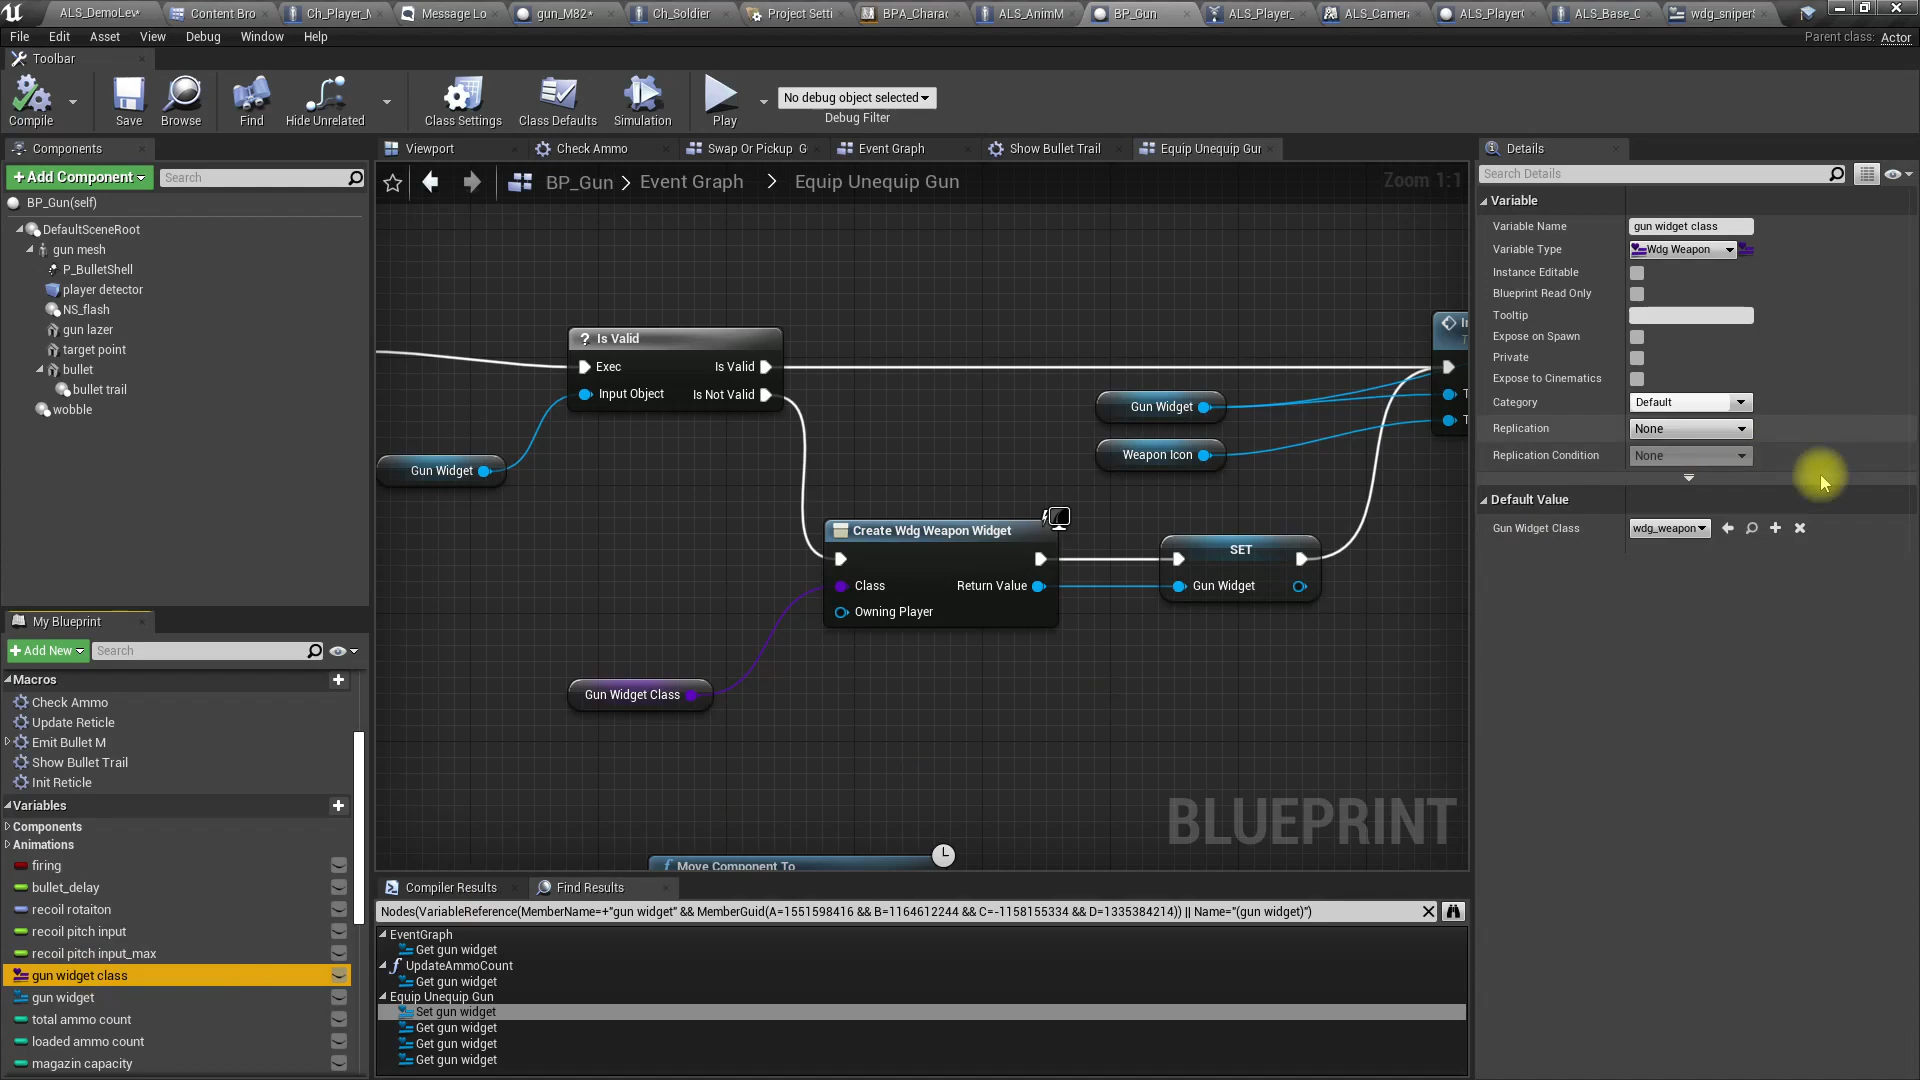 ALS_DemoLev*
Content Bro
Ch_Player_M
Message Lo
gun_M82*
Ch_Soldier
Project Setti
BPA_Charac
ALS_AnimM
BP_Gun
ALS_Player_
ALS_Camer
ALS_Player
ALS_Base_C
wdg_sniper
File Edit Asset View Debug Window Help
Parent class: Actor
Toolbar
Compile
Save
Browse
Find
Hide Unrelated
Class Settings
Class Defaults
Simulation
Play
No debug object selected
Debug Filter
Components
+Add Component
Search
BP_Gun(self)
DefaultSceneRoot
gun mesh
P_BulletShell
player detector
NS_flash
gun lazer
target point
bullet
bullet trail
wobble
My Blueprint
+Add New
Search
Macros
Check Ammo
Update Reticle
Emit Bullet M
Show Bullet Trail
Init Reticle
Variables
Components
Animations
firing
bullet_delay
recoil rotaiton
recoil pitch input
recoil pitch input_max
gun widget class
gun widget
total ammo count
loaded ammo count
magazin capacity
Viewport
Check Ammo
Swap Or Pickup G
Event Graph
Show Bullet Trail
Equip Unequip Gun
BP_Gun > Event Graph > Equip Unequip Gun
Zoom 1:1
? Is Valid
Exec Is Valid
Input Object Is Not Valid
Gun Widget
Gun Widget
Weapon Icon
In
T
T
T
Create Wdg Weapon Widget
Class Return Value
Owning Player
SET
Gun Widget
Gun Widget Class
Move Component To
BLUEPRINT
Compiler Results
Find Results
Nodes(VariableReference(MemberName=+"gun widget" && MemberGuid(A=1551598416 && B=1164612244 && C=-1158155334 && D=1335384214)) || Name="(gun widget)")
EventGraph
Get gun widget
UpdateAmmoCount
Get gun widget
Equip Unequip Gun
Set gun widget
Get gun widget
Get gun widget
Get gun widget
Details
Search Details
Variable
Variable Name gun widget class
Variable Type Wdg Weapon
Instance Editable
Blueprint Read Only
Tooltip
Expose on Spawn
Private
Expose to Cinematics
Category Default
Replication None
Replication Condition None
Default Value
Gun Widget Class wdg_weapon